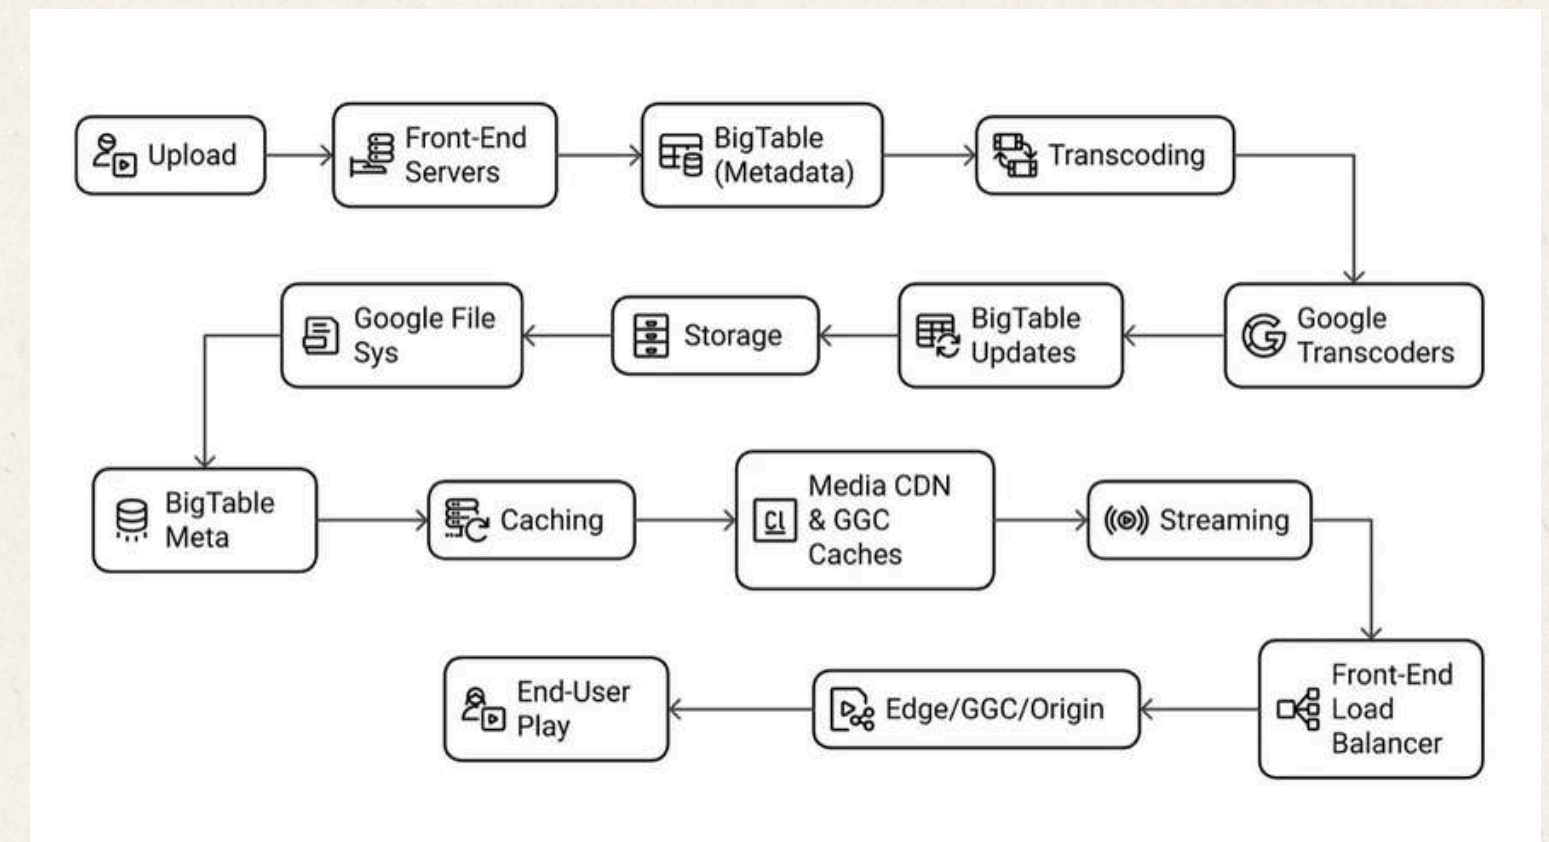 Upload
Front-End
Servers
BigTable
(Metadata)
Transcoding
Google
Transcoders
BigTable
Updates
Storage
Google File
Sys
BigTable
Meta
Caching
Cl
Media CDN
& GGC
Caches
Streaming
Front-End
Load
Balancer
Edge/GGC/Origin
End-User
Play